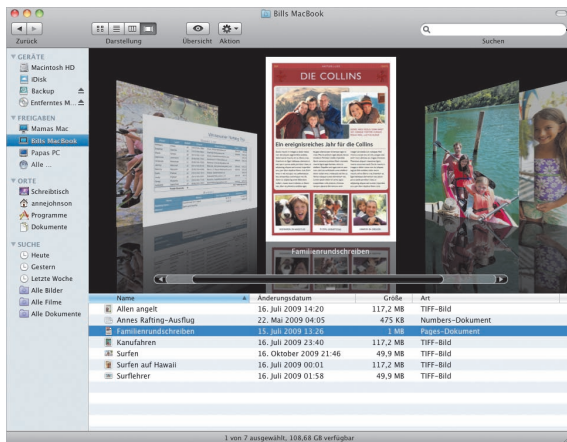 Bills MacBook
Zurück Darstellung Übersicht Aktion Suchen
GERÄTE
Macintosh HD
iDisk
Backup
Entferntes M...
FREIGABEN
Mamas Mac
Bills MacBook
Papas PC
Alle ...
ORTE
Schreibtisch
annejohnson
Programme
Dokumente
SUCHE
Heute
Gestern
Letzte Woche
Alle Bilder
Alle Filme
Alle Dokumente
DIE COLLINS
Ein ereignisreiches Jahr für die Collins
Familienrundschreiben
Name Änderungsdatum Größe Art
Allen angelt 16. Juli 2009 14:20 117,2 MB TIFF-Bild
Annes Rafting-Ausflug 22. Mai 2009 04:05 475 KB Numbers-Dokument
Familienrundschreiben 15. Juli 2009 13:26 1 MB Pages-Dokument
Kanufahren 16. Juli 2009 23:40 117,2 MB TIFF-Bild
Surfen 16. Oktober 2009 21:46 49,9 MB TIFF-Bild
Surfen auf Hawaii 16. Juli 2009 00:01 117,2 MB TIFF-Bild
Surflehrer 16. Juli 2009 01:58 49,9 MB TIFF-Bild
1 von 7 ausgewählt, 108,68 GB verfügbar